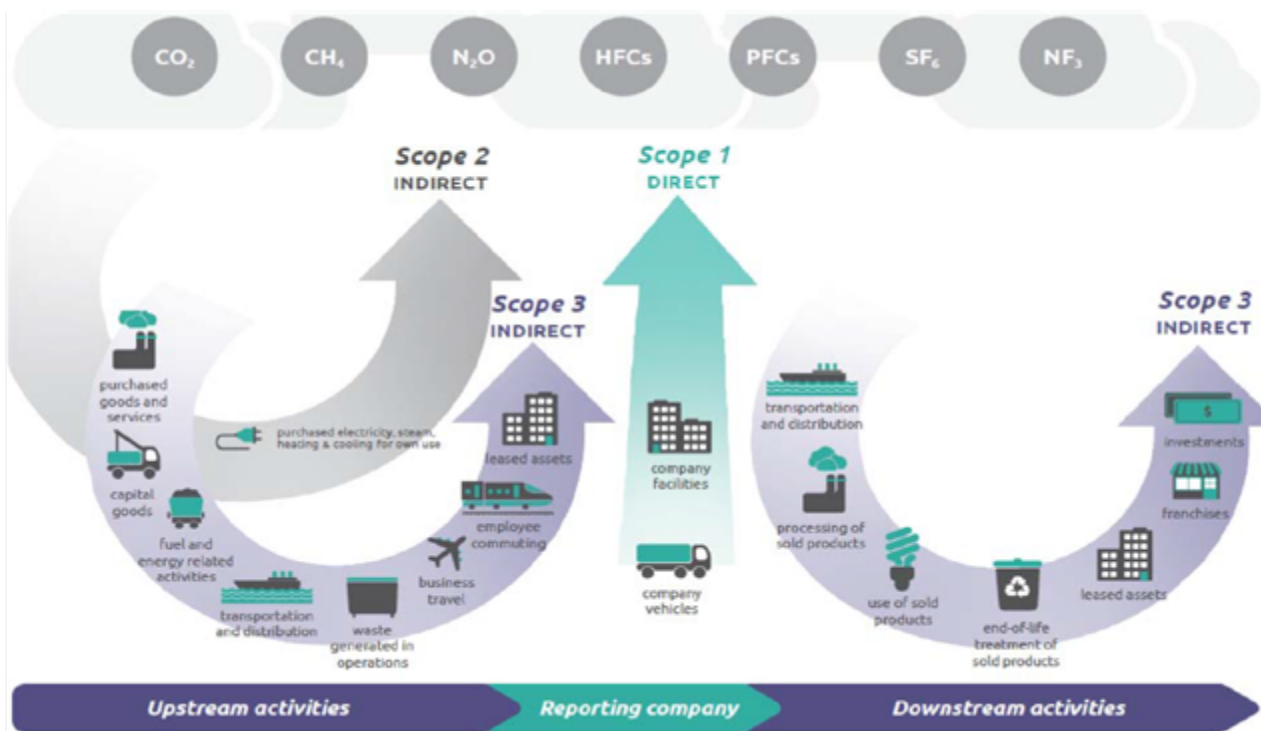 CO₂
CH₄
N₂O
HFCs
PFCs
SF₆
NF₃
Scope 2
INDIRECT
Scope 1
DIRECT
Scope 3
INDIRECT
Scope 3
INDIRECT
purchased
goods and
services
capital
goods
fuel and
energy related
activities
transportation
and distribution
waste
generated in
operations
business
travel
employee
commuting
leased assets
purchased electricity, steam,
heating & cooling for own use
company
facilities
company
vehicles
transportation
and distribution
processing of
sold products
use of sold
products
end-of-life
treatment of
sold products
leased assets
franchises
investments
$
Upstream activities
Reporting company
Downstream activities